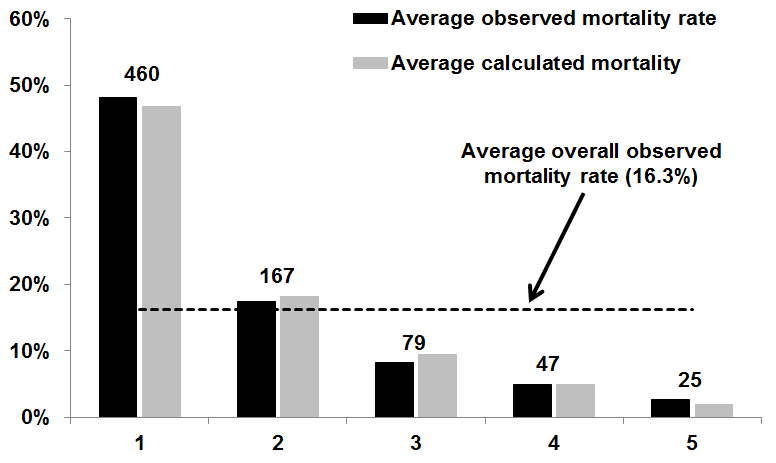 60%
Average observed mortality rate
Average calculated mortality
460
50%
40%
Average overall observed
mortality rate (16.3%)
30%
167
20%
79
47
25
10%
0%
1 2 3 4 5